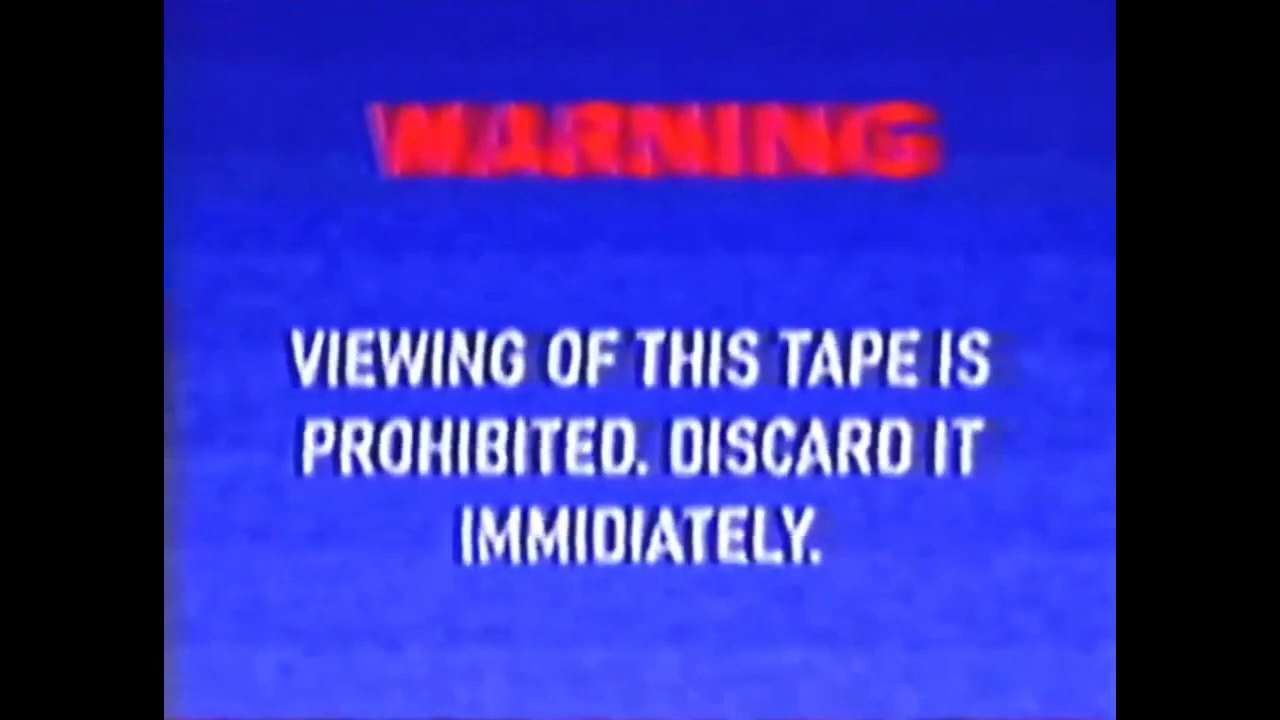 WARNING
VIEWING OF THIS TAPE IS
PROHIBITED. DISCARD IT
IMMIDIATELY.